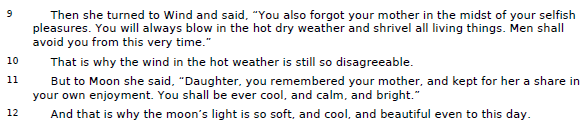 9 Then she turned to Wind and said, “You also forgot your mother in the midst of your selfish
pleasures. You will always blow in the hot dry weather and shrivel all living things. Men shall
avoid you from this very time.”
10 That is why the wind in the hot weather is still so disagreeable.
11 But to Moon she said, “Daughter, you remembered your mother, and kept for her a share in
your own enjoyment. You shall be ever cool, and calm, and bright.”
12 And that is why the moon’s light is so soft, and cool, and beautiful even to this day.